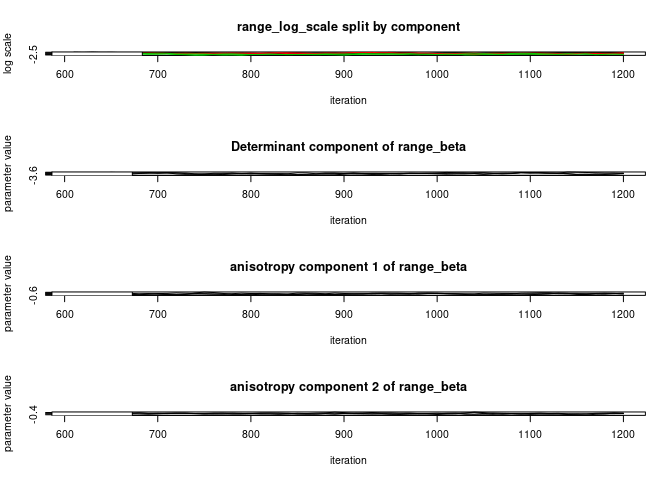 range_log_scale split by component
log scale
-2.5
600 700 800 900 1000 1100 1200
iteration
Determinant component of range_beta
parameter value
-3.6
600 700 800 900 1000 1100 1200
iteration
anisotropy component 1 of range_beta
parameter value
-0.6
600 700 800 900 1000 1100 1200
iteration
anisotropy component 2 of range_beta
parameter value
-0.4
600 700 800 900 1000 1100 1200
iteration